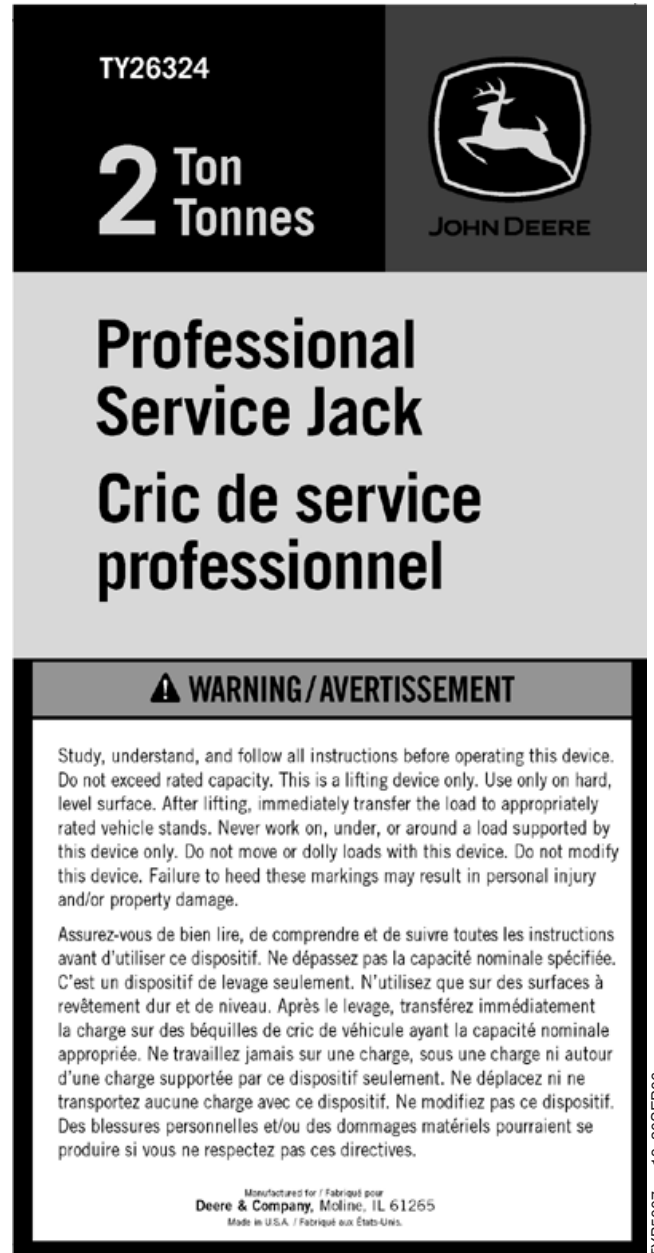 TY26324
2 Ton
Tonnes
JOHN DEERE
Professional
Service Jack
Cric de service
professionnel
WARNING/AVERTISSEMENT
Study, understand, and follow all instructions before operating this device.
Do not exceed rated capacity. This is a lifting device only. Use only on hard,
level surface. After lifting, immediately transfer the load to appropriately
rated vehicle stands. Never work on, under, or around a load supported by
this device only. Do not move or dolly loads with this device. Do not modify
this device. Failure to heed these markings may result in personal injury
and/or property damage.
Assurez-vous de bien lire, de comprendre et de suivre toutes les instructions
avant d'utiliser ce dispositif. Ne dépassez pas la capacité nominale spécifiée.
C'est un dispositif de levage seulement. N'utilisez que sur des surfaces à
revêtement dur et de niveau. Après le levage, transférez immédiatement
la charge sur des béquilles de cric de véhicule ayant la capacité nominale
appropriée. Ne travaillez jamais sur une charge, sous une charge ni autour
d'une charge supportée par ce dispositif seulement. Ne déplacez ni ne
transportez aucune charge avec ce dispositif. Ne modifiez pas ce dispositif.
Des blessures personnelles et/ou des dommages matériels pourraient se
produire si vous ne respectez pas ces directives.
Manufactured for / Fabriqué pour
Deere & Company, Moline, IL 61265
Made in U.S.A. / Fabriqué aux États-Unis.